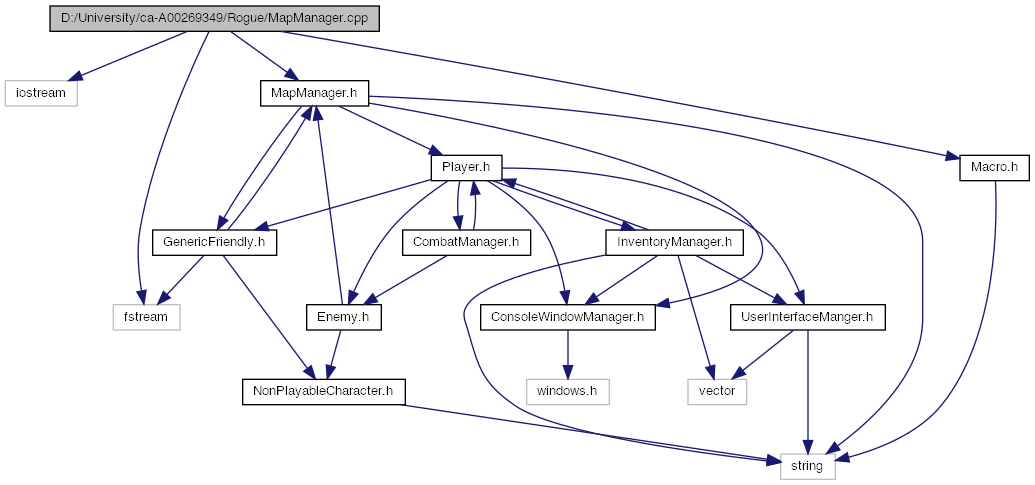 D:/University/ca-A00269349/Rogue/MapManager.cpp
iostream
MapManager.h
Player.h
Macro.h
GenericFriendly.h
CombatManager.h
InventoryManager.h
fstream
Enemy.h
ConsoleWindowManager.h
UserInterfaceManger.h
NonPlayableCharacter.h
windows.h
vector
string